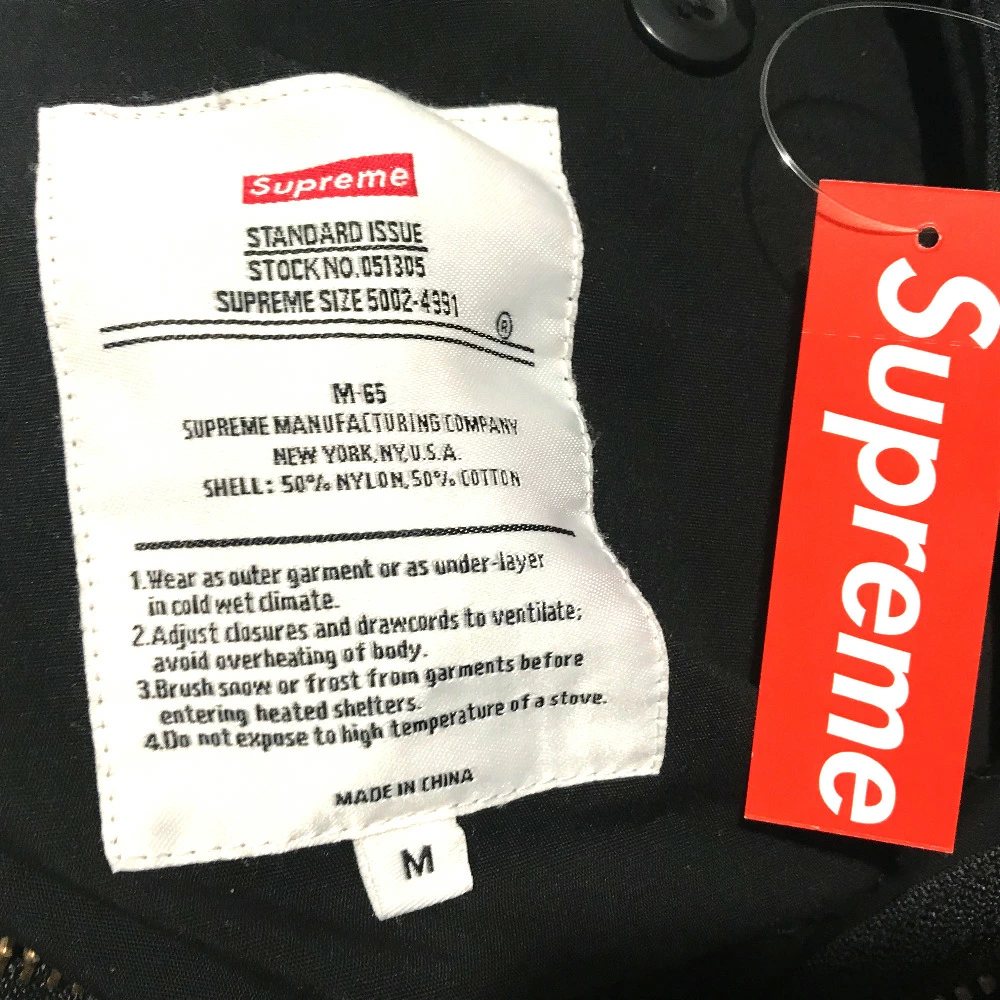 Supreme
STANDARD ISSUE
STOCK NO.051305
SUPREME SIZE 5002-4991
®
M-65
SUPREME MANUFACTURING COMPANY
NEW YORK,NY,U.S.A.
SHELL: 50% NYLON, 50% COTTON
1.Wear as outer garment or as under-layer
in cold wet climate.
2.Adjust closures and drawcords to ventilate;
avoid overheating of body.
3.Brush snow or frost from garments before
entering heated shelters.
4.Do not expose to high temperature of a stove.
MADE IN CHINA
M
Supreme